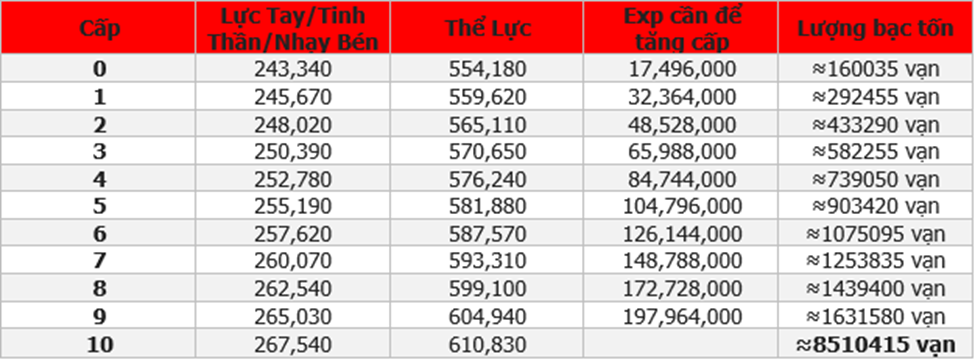 Cấp Lực Tay/Tinh Thần/Nhạy Bén Thể Lực Exp cần để tăng cấp Lượng bạc tốn
0 243,340 554,180 17,496,000 ≈160035 vạn
1 245,670 559,620 32,364,000 ≈292455 vạn
2 248,020 565,110 48,528,000 ≈433290 vạn
3 250,390 570,650 65,988,000 ≈582255 vạn
4 252,780 576,240 84,744,000 ≈739050 vạn
5 255,190 581,880 104,796,000 ≈903420 vạn
6 257,620 587,570 126,144,000 ≈1075095 vạn
7 260,070 593,310 148,788,000 ≈1253835 vạn
8 262,540 599,100 172,728,000 ≈1439400 vạn
9 265,030 604,940 197,964,000 ≈1631580 vạn
10 267,540 610,830 ≈8510415 vạn